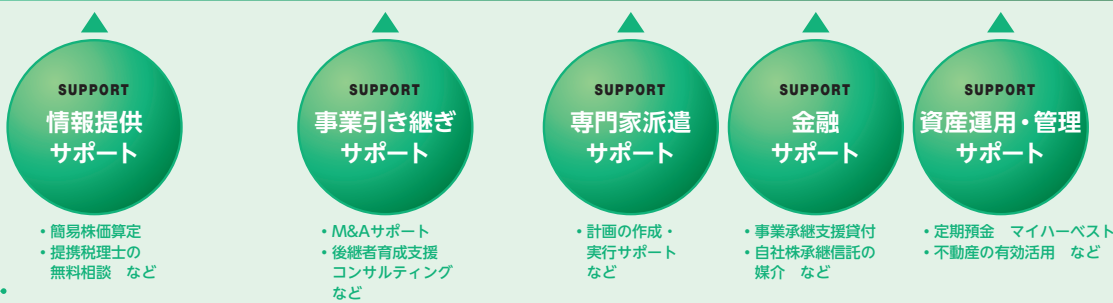 SUPPORT
情報提供
サポート
・簡易株価算定
・提携税理士の
無料相談　など
SUPPORT
事業引き継ぎ
サポート
・M&Aサポート
・後継者育成支援
コンサルティング
など
SUPPORT
専門家派遣
サポート
・計画の作成・
実行サポート
など
SUPPORT
金融
サポート
・事業承継支援貸付
・自社株承継信託の
媒介　など
SUPPORT
資産運用・管理
サポート
・定期預金　マイハーベスト
・不動産の有効活用　など